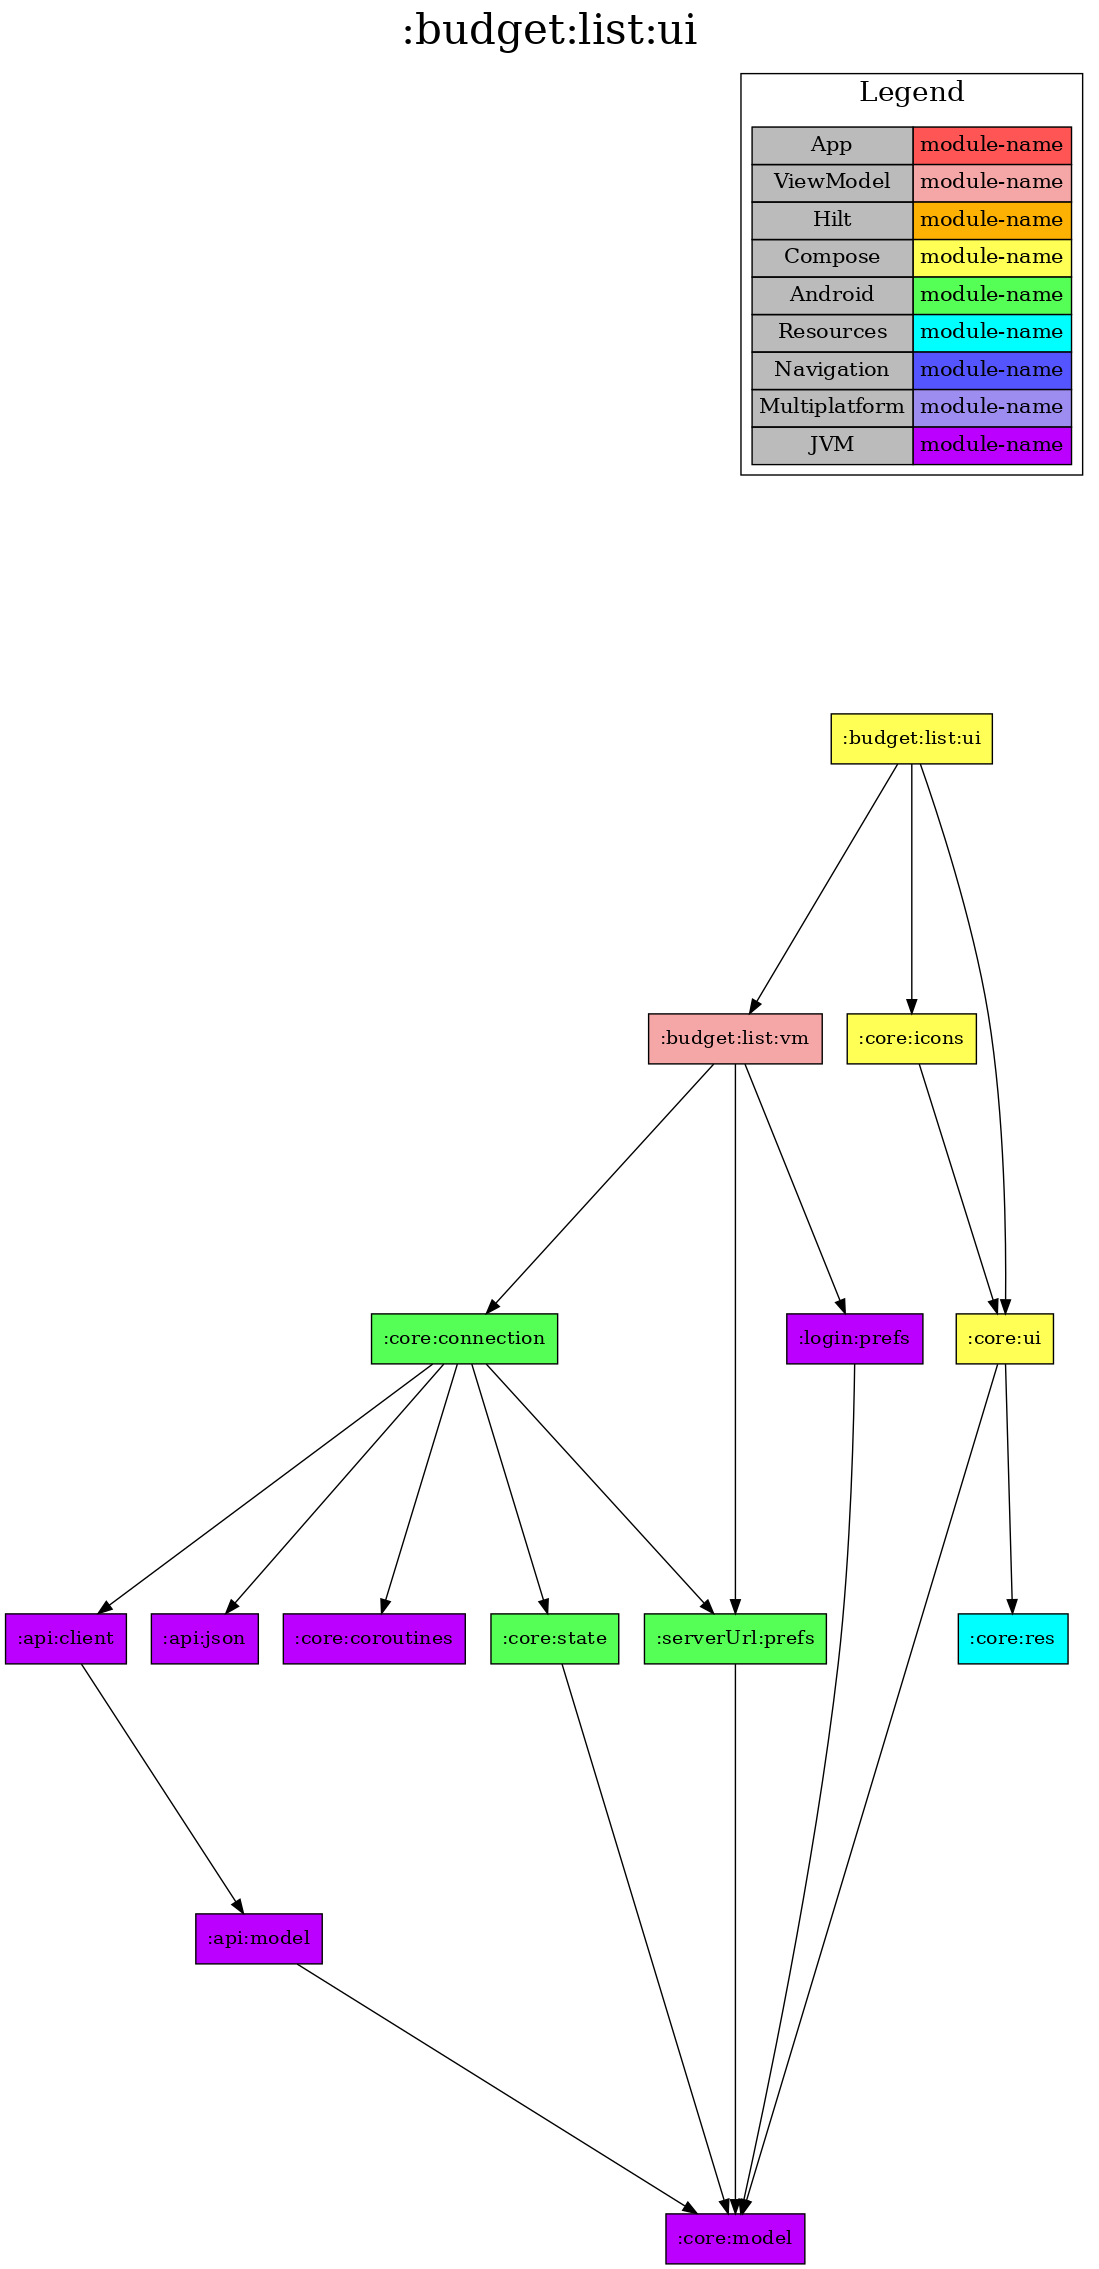 :budget:list:ui
Legend
App module-name
ViewModel module-name
Hilt module-name
Compose module-name
Android module-name
Resources module-name
Navigation module-name
Multiplatform module-name
JVM module-name
:budget:list:ui
:budget:list:vm
:core:icons
:core:connection
:login:prefs
:core:ui
:api:client
:api:json
:core:coroutines
:core:state
:serverUrl:prefs
:core:res
:api:model
:core:model